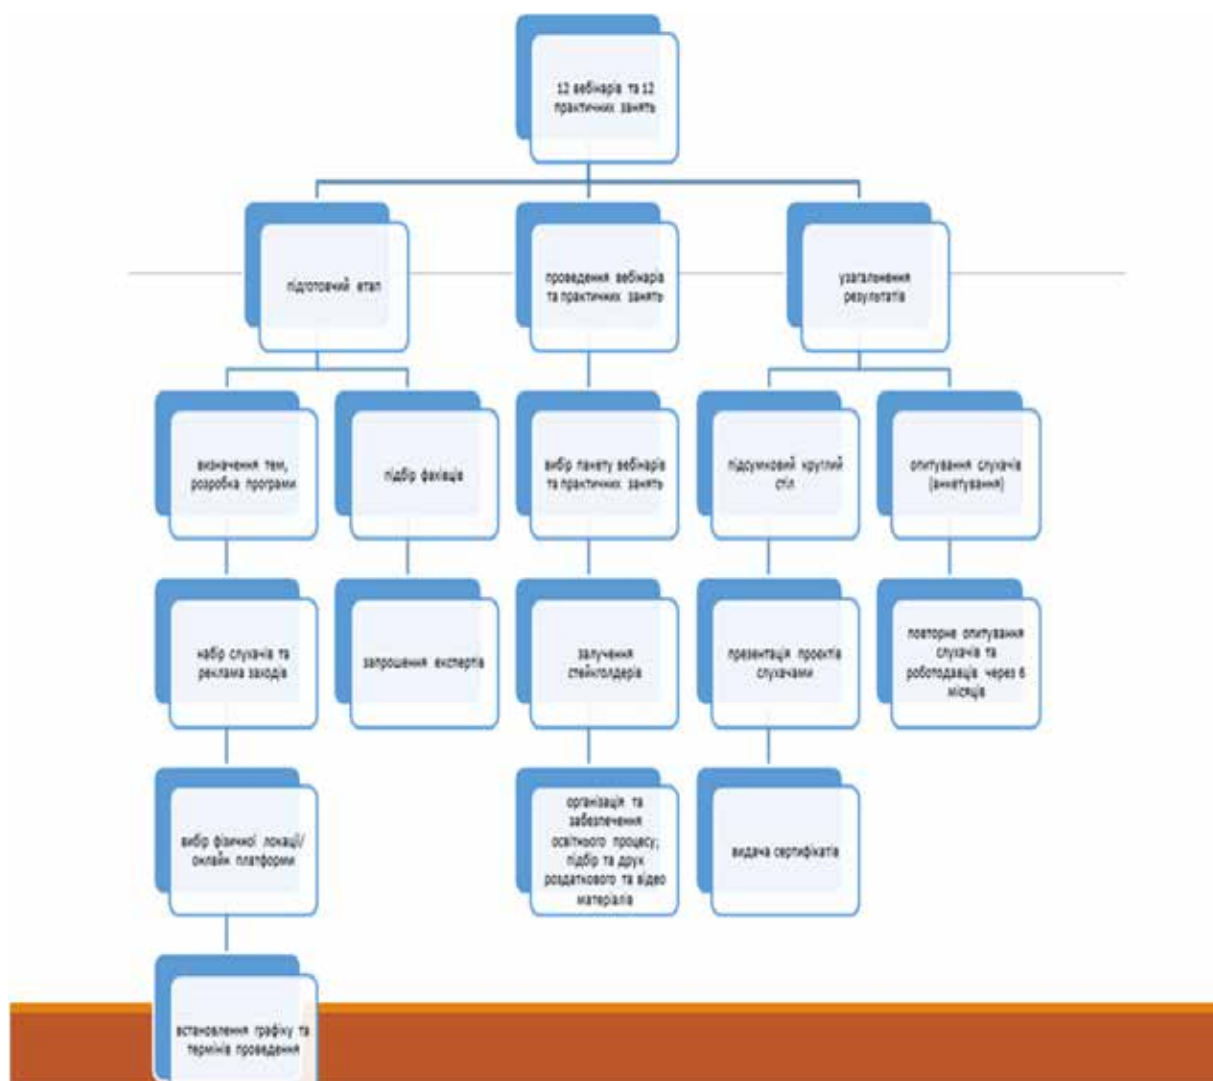 12 вебінарів та 12
практичних занять
підготовчий етап
проведення вебінарів
та практичних занять
узагальнення
результатів
визначення тем,
розробка програми
підбір фахівців
вибір пакету вебінарів
та практичних занять
підсумковий круглий
стіл
опитування слухачів
(анкетування)
набір слухачів та
реклама заходів
запрошення експертів
залучення
стейкголдерів
презентація проєктів
слухачами
повторне опитування
слухачів та
роботодавців через 6
місяців
вибір фізичної локації/
онлайн платформи
організація та
забезпечення
освітнього процесу;
підбір та друк
роздаткового та відео
матеріалів
видача сертифікатів
встановлення графіку та
термінів проведення